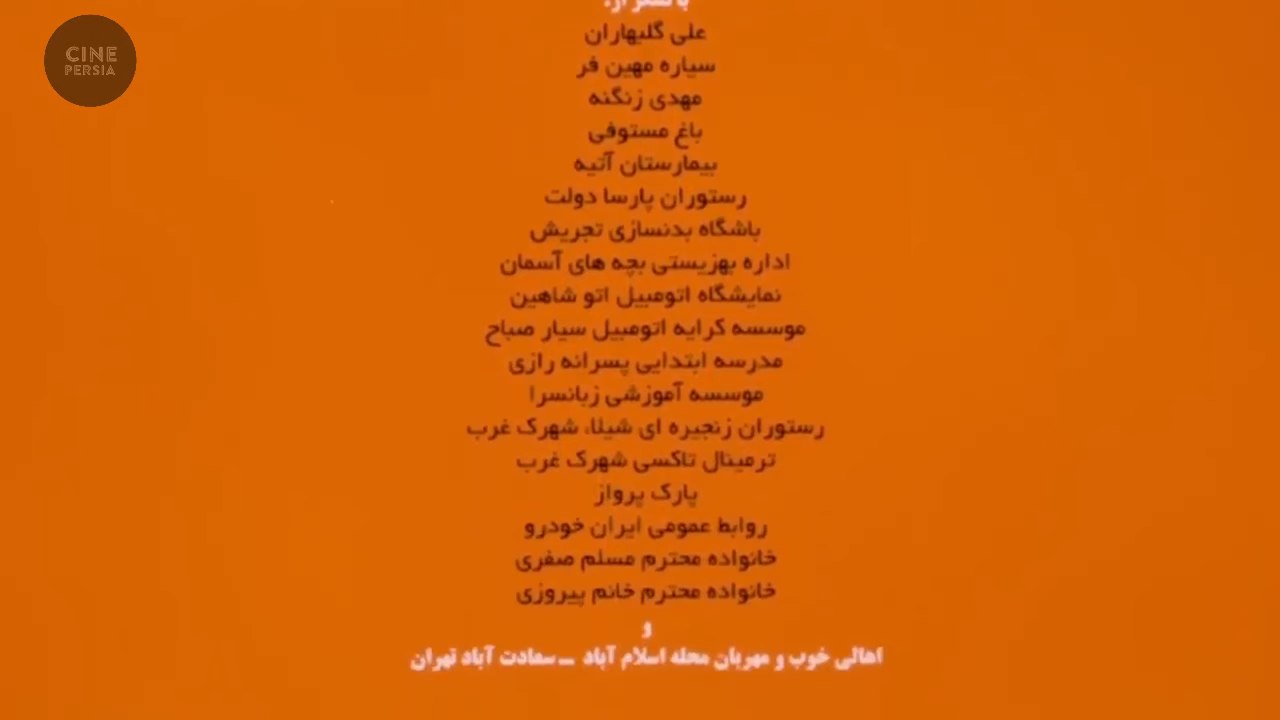 CINE
PERSIA
با تشکر از:
علی گلبهاران
سیاره مهین فر
مهدی زنگنه
باغ مستوفی
بیمارستان آتیه
رستوران پارسا دولت
باشگاه بدنسازی تجریش
اداره بهزیستی بچه های آسمان
نمایشگاه اتومبیل اتو شاهین
موسسه کرایه اتومبیل سیار صباح
مدرسه ابتدایی پسرانه رازی
موسسه آموزشی زبانسرا
رستوران زنجیره ای شیلا، شهرک غرب
ترمینال تاکسی شهرک غرب
پارک پرواز
روابط عمومی ایران خودرو
خانواده محترم مسلم صفری
خانواده محترم خانم پیروزی
و
اهالی خوب و مهربان محله اسلام آباد ــ سعادت آباد تهران